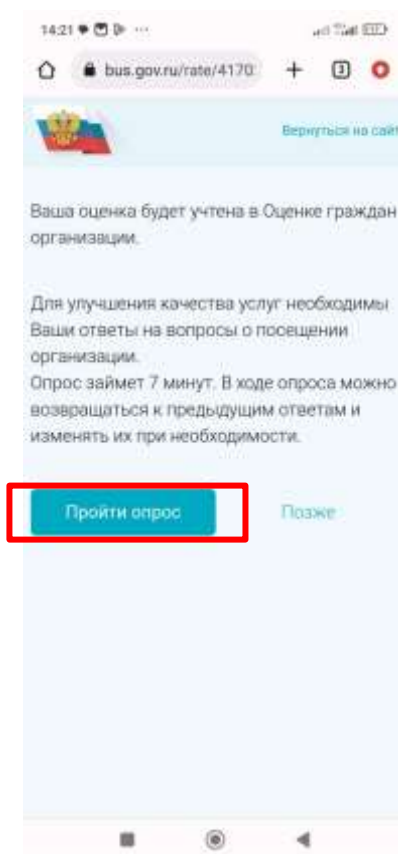 14:21
bus.gov.ru/rate/4170
3
Вернуться на сайт
Ваша оценка будет учтена в Оценке граждан
организации.
Для улучшения качества услуг необходимы
Ваши ответы на вопросы о посещении
организации.
Опрос займет 7 минут. В ходе опроса можно
возвращаться к предыдущим ответам и
изменять их при необходимости.
Пройти опрос
Позже